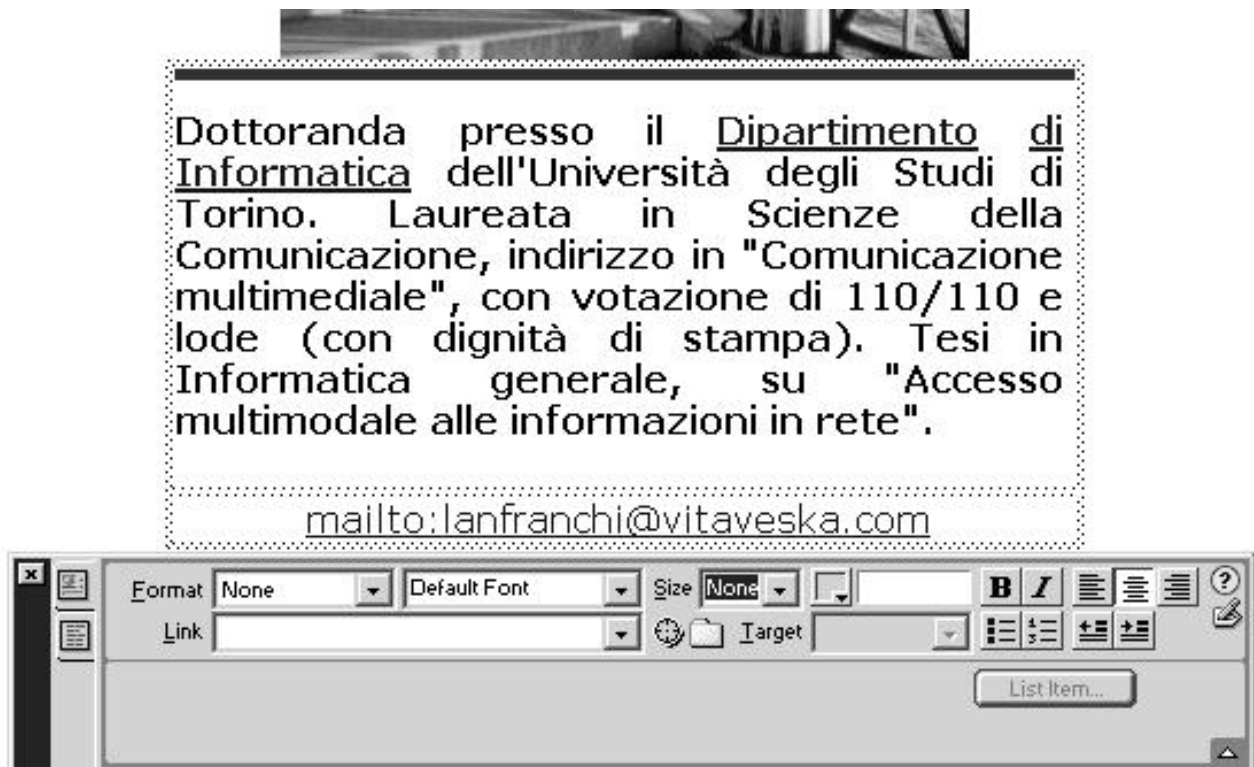 Dottoranda presso il Dipartimento di
Informatica dell'Università degli Studi di
Torino. Laureata in Scienze della
Comunicazione, indirizzo in "Comunicazione
multimediale", con votazione di 110/110 e
lode (con dignità di stampa). Tesi in
Informatica generale, su "Accesso
multimodale alle informazioni in rete".
mailto:lanfranchi@vitaveska.com
Format None Default Font Size None B I ?
Link Target
List Item...